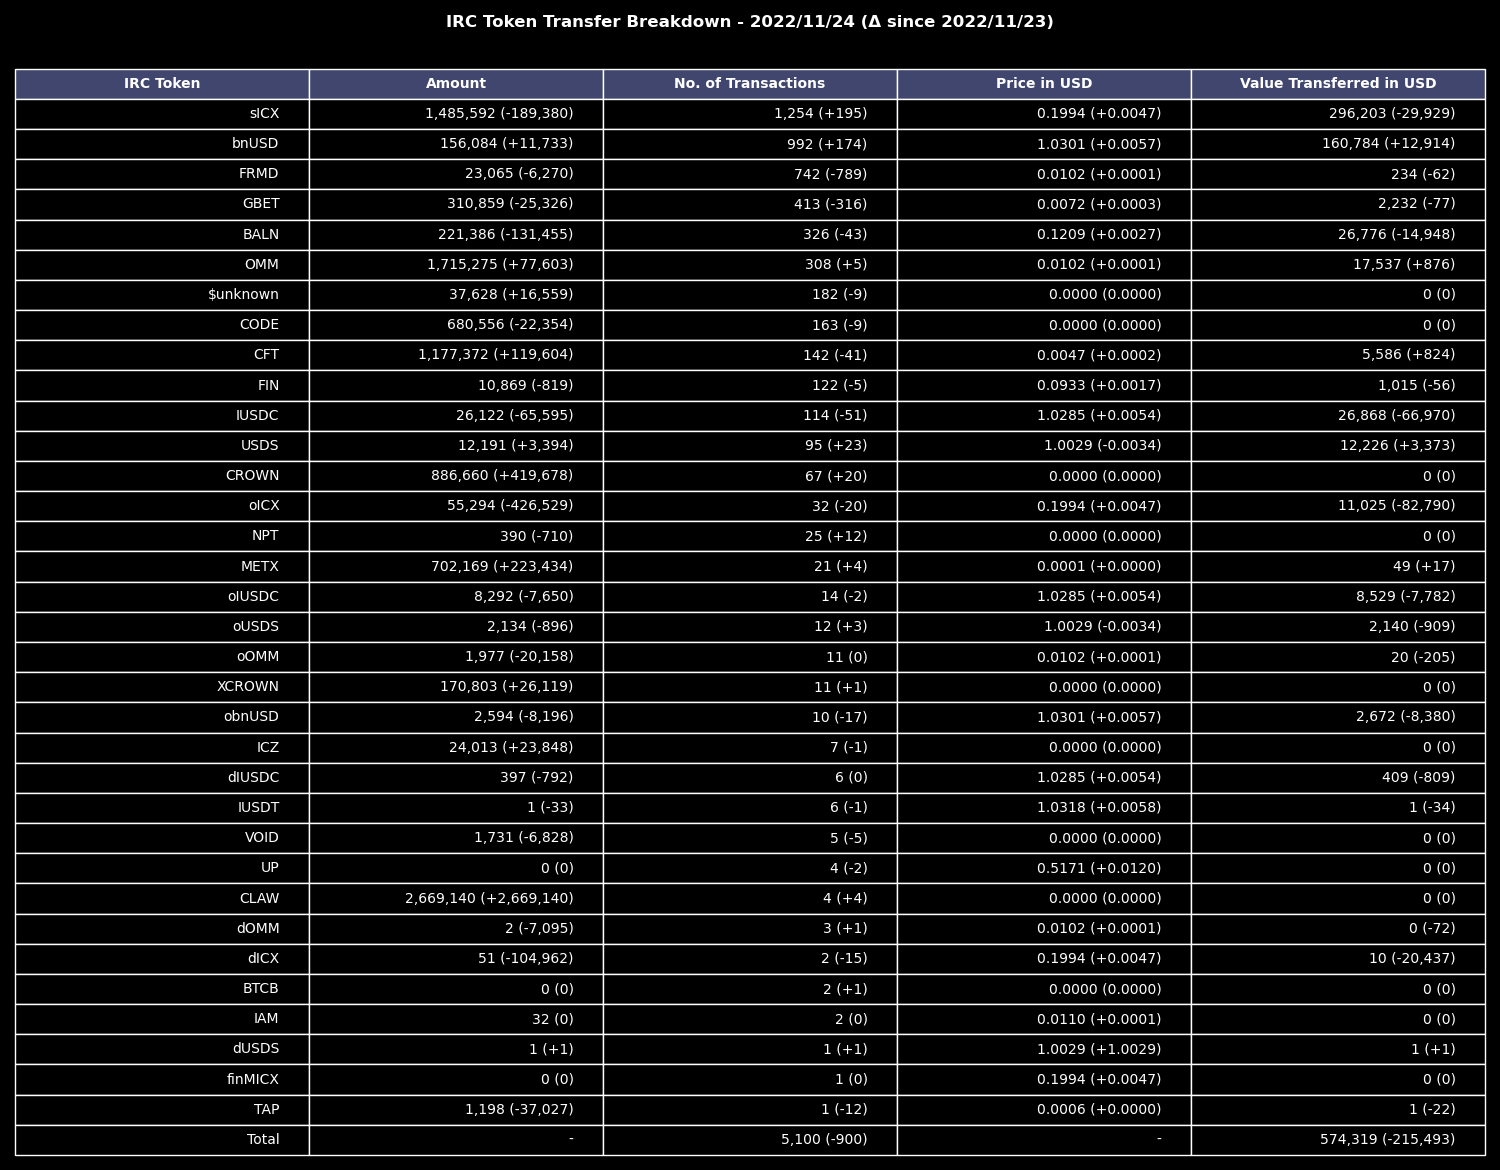 IRC Token Transfer Breakdown - 2022/11/24 (Δ since 2022/11/23)
IRC Token Amount No. of Transactions Price in USD Value Transferred in USD
sICX 1,485,592 (-189,380) 1,254 (+195) 0.1994 (+0.0047) 296,203 (-29,929)
bnUSD 156,084 (+11,733) 992 (+174) 1.0301 (+0.0057) 160,784 (+12,914)
FRMD 23,065 (-6,270) 742 (-789) 0.0102 (+0.0001) 234 (-62)
GBET 310,859 (-25,326) 413 (-316) 0.0072 (+0.0003) 2,232 (-77)
BALN 221,386 (-131,455) 326 (-43) 0.1209 (+0.0027) 26,776 (-14,948)
OMM 1,715,275 (+77,603) 308 (+5) 0.0102 (+0.0001) 17,537 (+876)
$unknown 37,628 (+16,559) 182 (-9) 0.0000 (0.0000) 0 (0)
CODE 680,556 (-22,354) 163 (-9) 0.0000 (0.0000) 0 (0)
CFT 1,177,372 (+119,604) 142 (-41) 0.0047 (+0.0002) 5,586 (+824)
FIN 10,869 (-819) 122 (-5) 0.0933 (+0.0017) 1,015 (-56)
IUSDC 26,122 (-65,595) 114 (-51) 1.0285 (+0.0054) 26,868 (-66,970)
USDS 12,191 (+3,394) 95 (+23) 1.0029 (-0.0034) 12,226 (+3,373)
CROWN 886,660 (+419,678) 67 (+20) 0.0000 (0.0000) 0 (0)
oICX 55,294 (-426,529) 32 (-20) 0.1994 (+0.0047) 11,025 (-82,790)
NPT 390 (-710) 25 (+12) 0.0000 (0.0000) 0 (0)
METX 702,169 (+223,434) 21 (+4) 0.0001 (+0.0000) 49 (+17)
oIUSDC 8,292 (-7,650) 14 (-2) 1.0285 (+0.0054) 8,529 (-7,782)
oUSDS 2,134 (-896) 12 (+3) 1.0029 (-0.0034) 2,140 (-909)
oOMM 1,977 (-20,158) 11 (0) 0.0102 (+0.0001) 20 (-205)
XCROWN 170,803 (+26,119) 11 (+1) 0.0000 (0.0000) 0 (0)
obnUSD 2,594 (-8,196) 10 (-17) 1.0301 (+0.0057) 2,672 (-8,380)
ICZ 24,013 (+23,848) 7 (-1) 0.0000 (0.0000) 0 (0)
dIUSDC 397 (-792) 6 (0) 1.0285 (+0.0054) 409 (-809)
IUSDT 1 (-33) 6 (-1) 1.0318 (+0.0058) 1 (-34)
VOID 1,731 (-6,828) 5 (-5) 0.0000 (0.0000) 0 (0)
UP 0 (0) 4 (-2) 0.5171 (+0.0120) 0 (0)
CLAW 2,669,140 (+2,669,140) 4 (+4) 0.0000 (0.0000) 0 (0)
dOMM 2 (-7,095) 3 (+1) 0.0102 (+0.0001) 0 (-72)
dICX 51 (-104,962) 2 (-15) 0.1994 (+0.0047) 10 (-20,437)
BTCB 0 (0) 2 (+1) 0.0000 (0.0000) 0 (0)
IAM 32 (0) 2 (0) 0.0110 (+0.0001) 0 (0)
dUSDS 1 (+1) 1 (+1) 1.0029 (+1.0029) 1 (+1)
finMICX 0 (0) 1 (0) 0.1994 (+0.0047) 0 (0)
TAP 1,198 (-37,027) 1 (-12) 0.0006 (+0.0000) 1 (-22)
Total - 5,100 (-900) - 574,319 (-215,493)